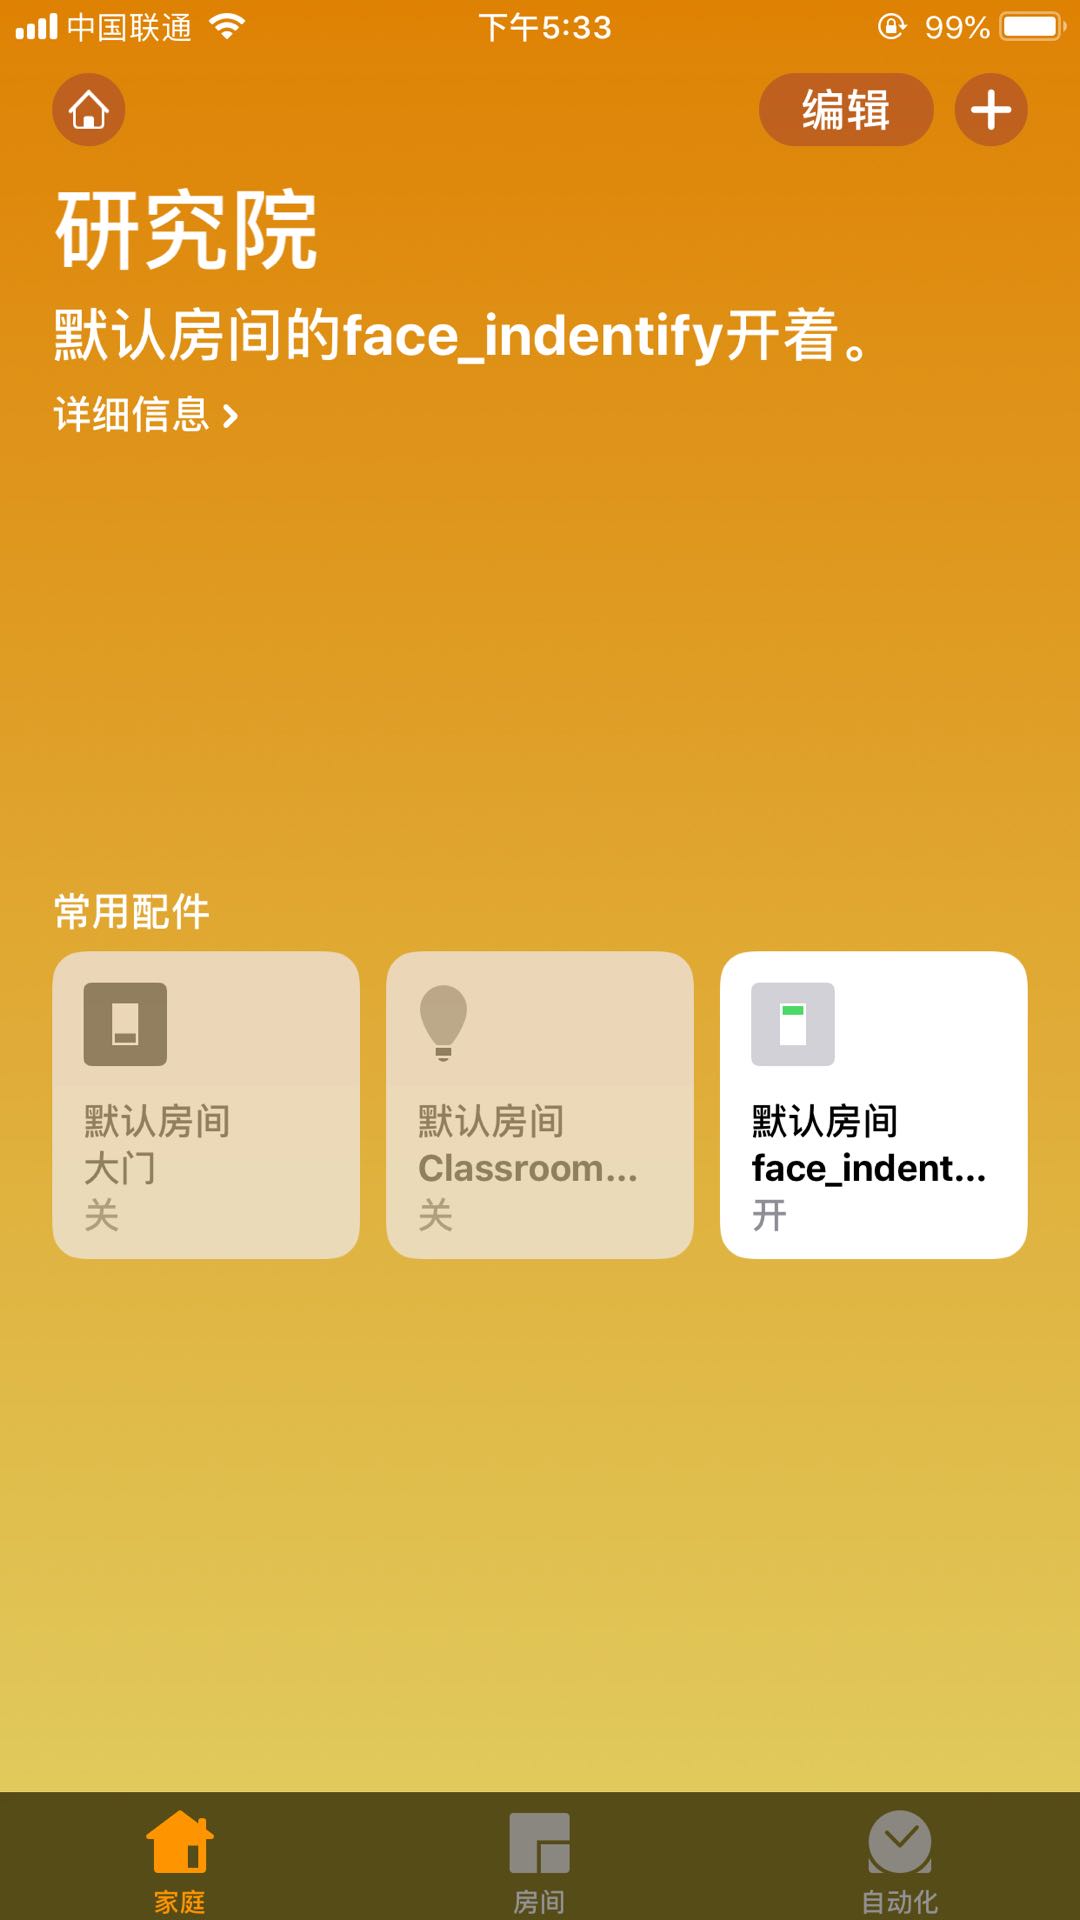 中国联通 下午5:33 99%
编辑
研究院
默认房间的face_indentify开着。
详细信息
常用配件
默认房间
大门
关
默认房间
Classroom...
关
默认房间
face_indent...
开
家庭 房间 自动化